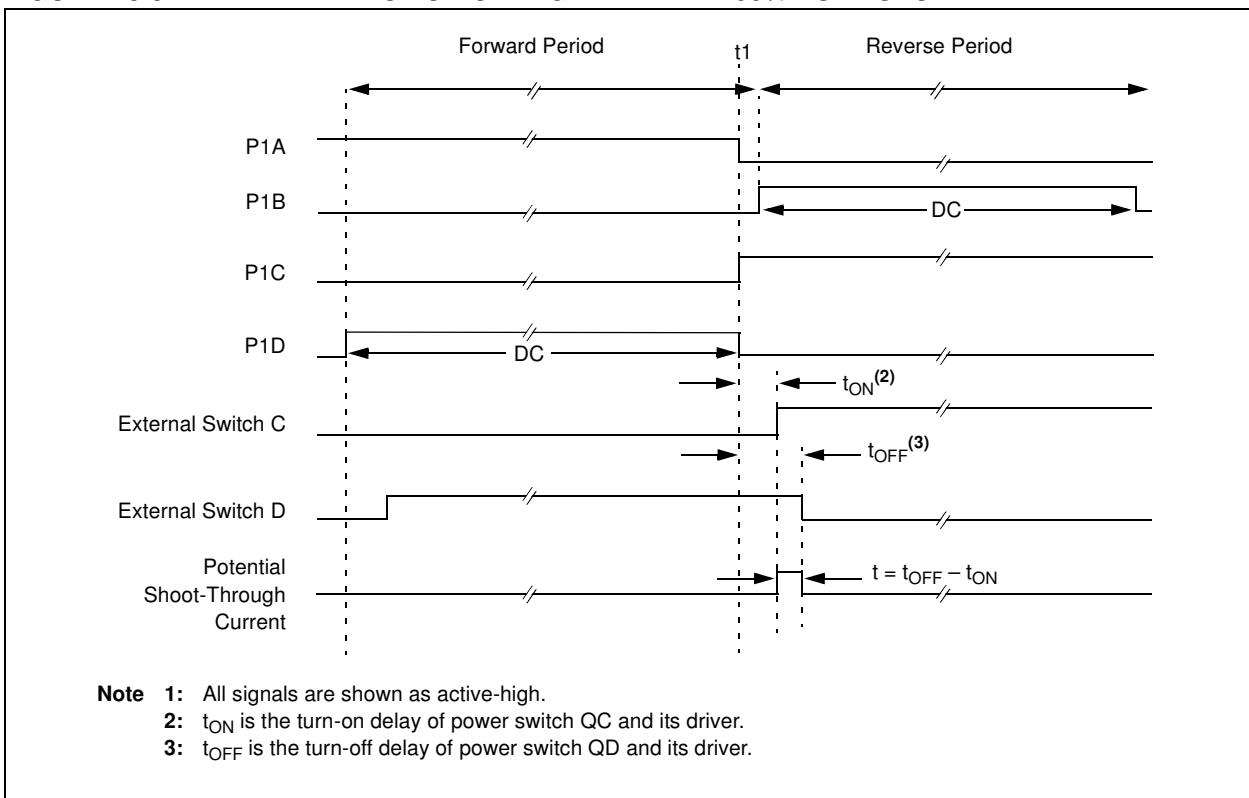 Forward Period
t1
Reverse Period
P1A
P1B
DC
P1C
P1D
DC
tON(2)
External Switch C
tOFF(3)
External Switch D
Potential
Shoot-Through
Current
t = tOFF – tON
Note 1: All signals are shown as active-high.
2: tON is the turn-on delay of power switch QC and its driver.
3: tOFF is the turn-off delay of power switch QD and its driver.